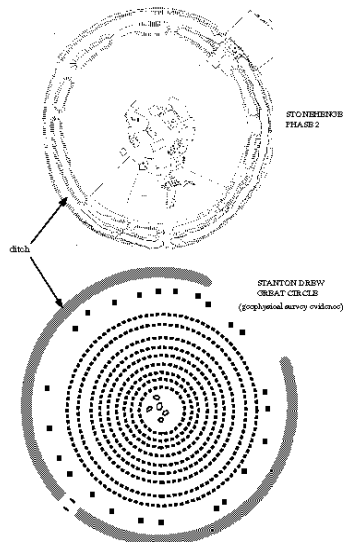 STONEHENGE
PHASE 2
ditch
STANTON DREW
GREAT CIRCLE
(geophysical survey evidence)